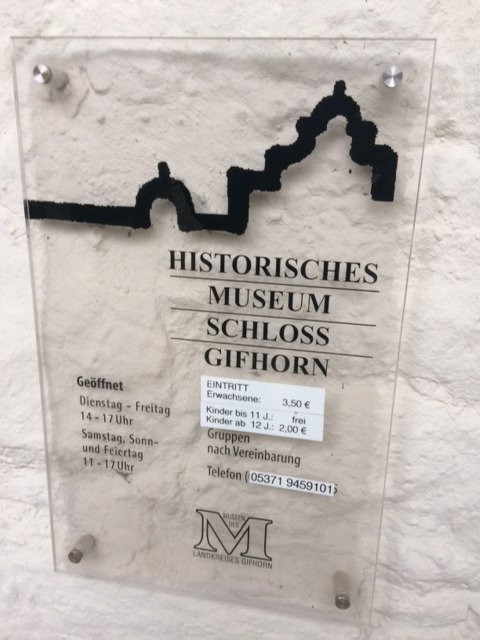 HISTORISCHES
MUSEUM
SCHLOSS
GIFHORN
Geöffnet
Dienstag - Freitag
14 - 17 Uhr
Samstag, Sonn-
und Feiertag
11 - 17 Uhr
EINTRITT
Erwachsene: 3,50 €
Kinder bis 11 J.: frei
Kinder ab 12 J.: 2,00 €
Gruppen
nach Vereinbarung
Telefon (05371 9459101
MUSEEN
DES
M
LANDKREISES GIFHORN